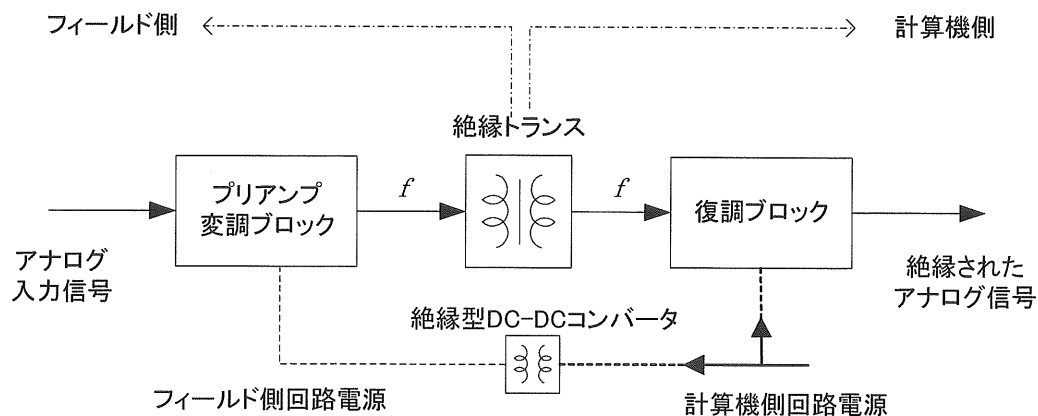 フィールド側
計算機側
絶縁トランス
プリアンプ
変調ブロック
f
f
復調ブロック
アナログ
入力信号
絶縁された
アナログ信号
絶縁型DC-DCコンバータ
フィールド側回路電源
計算機側回路電源